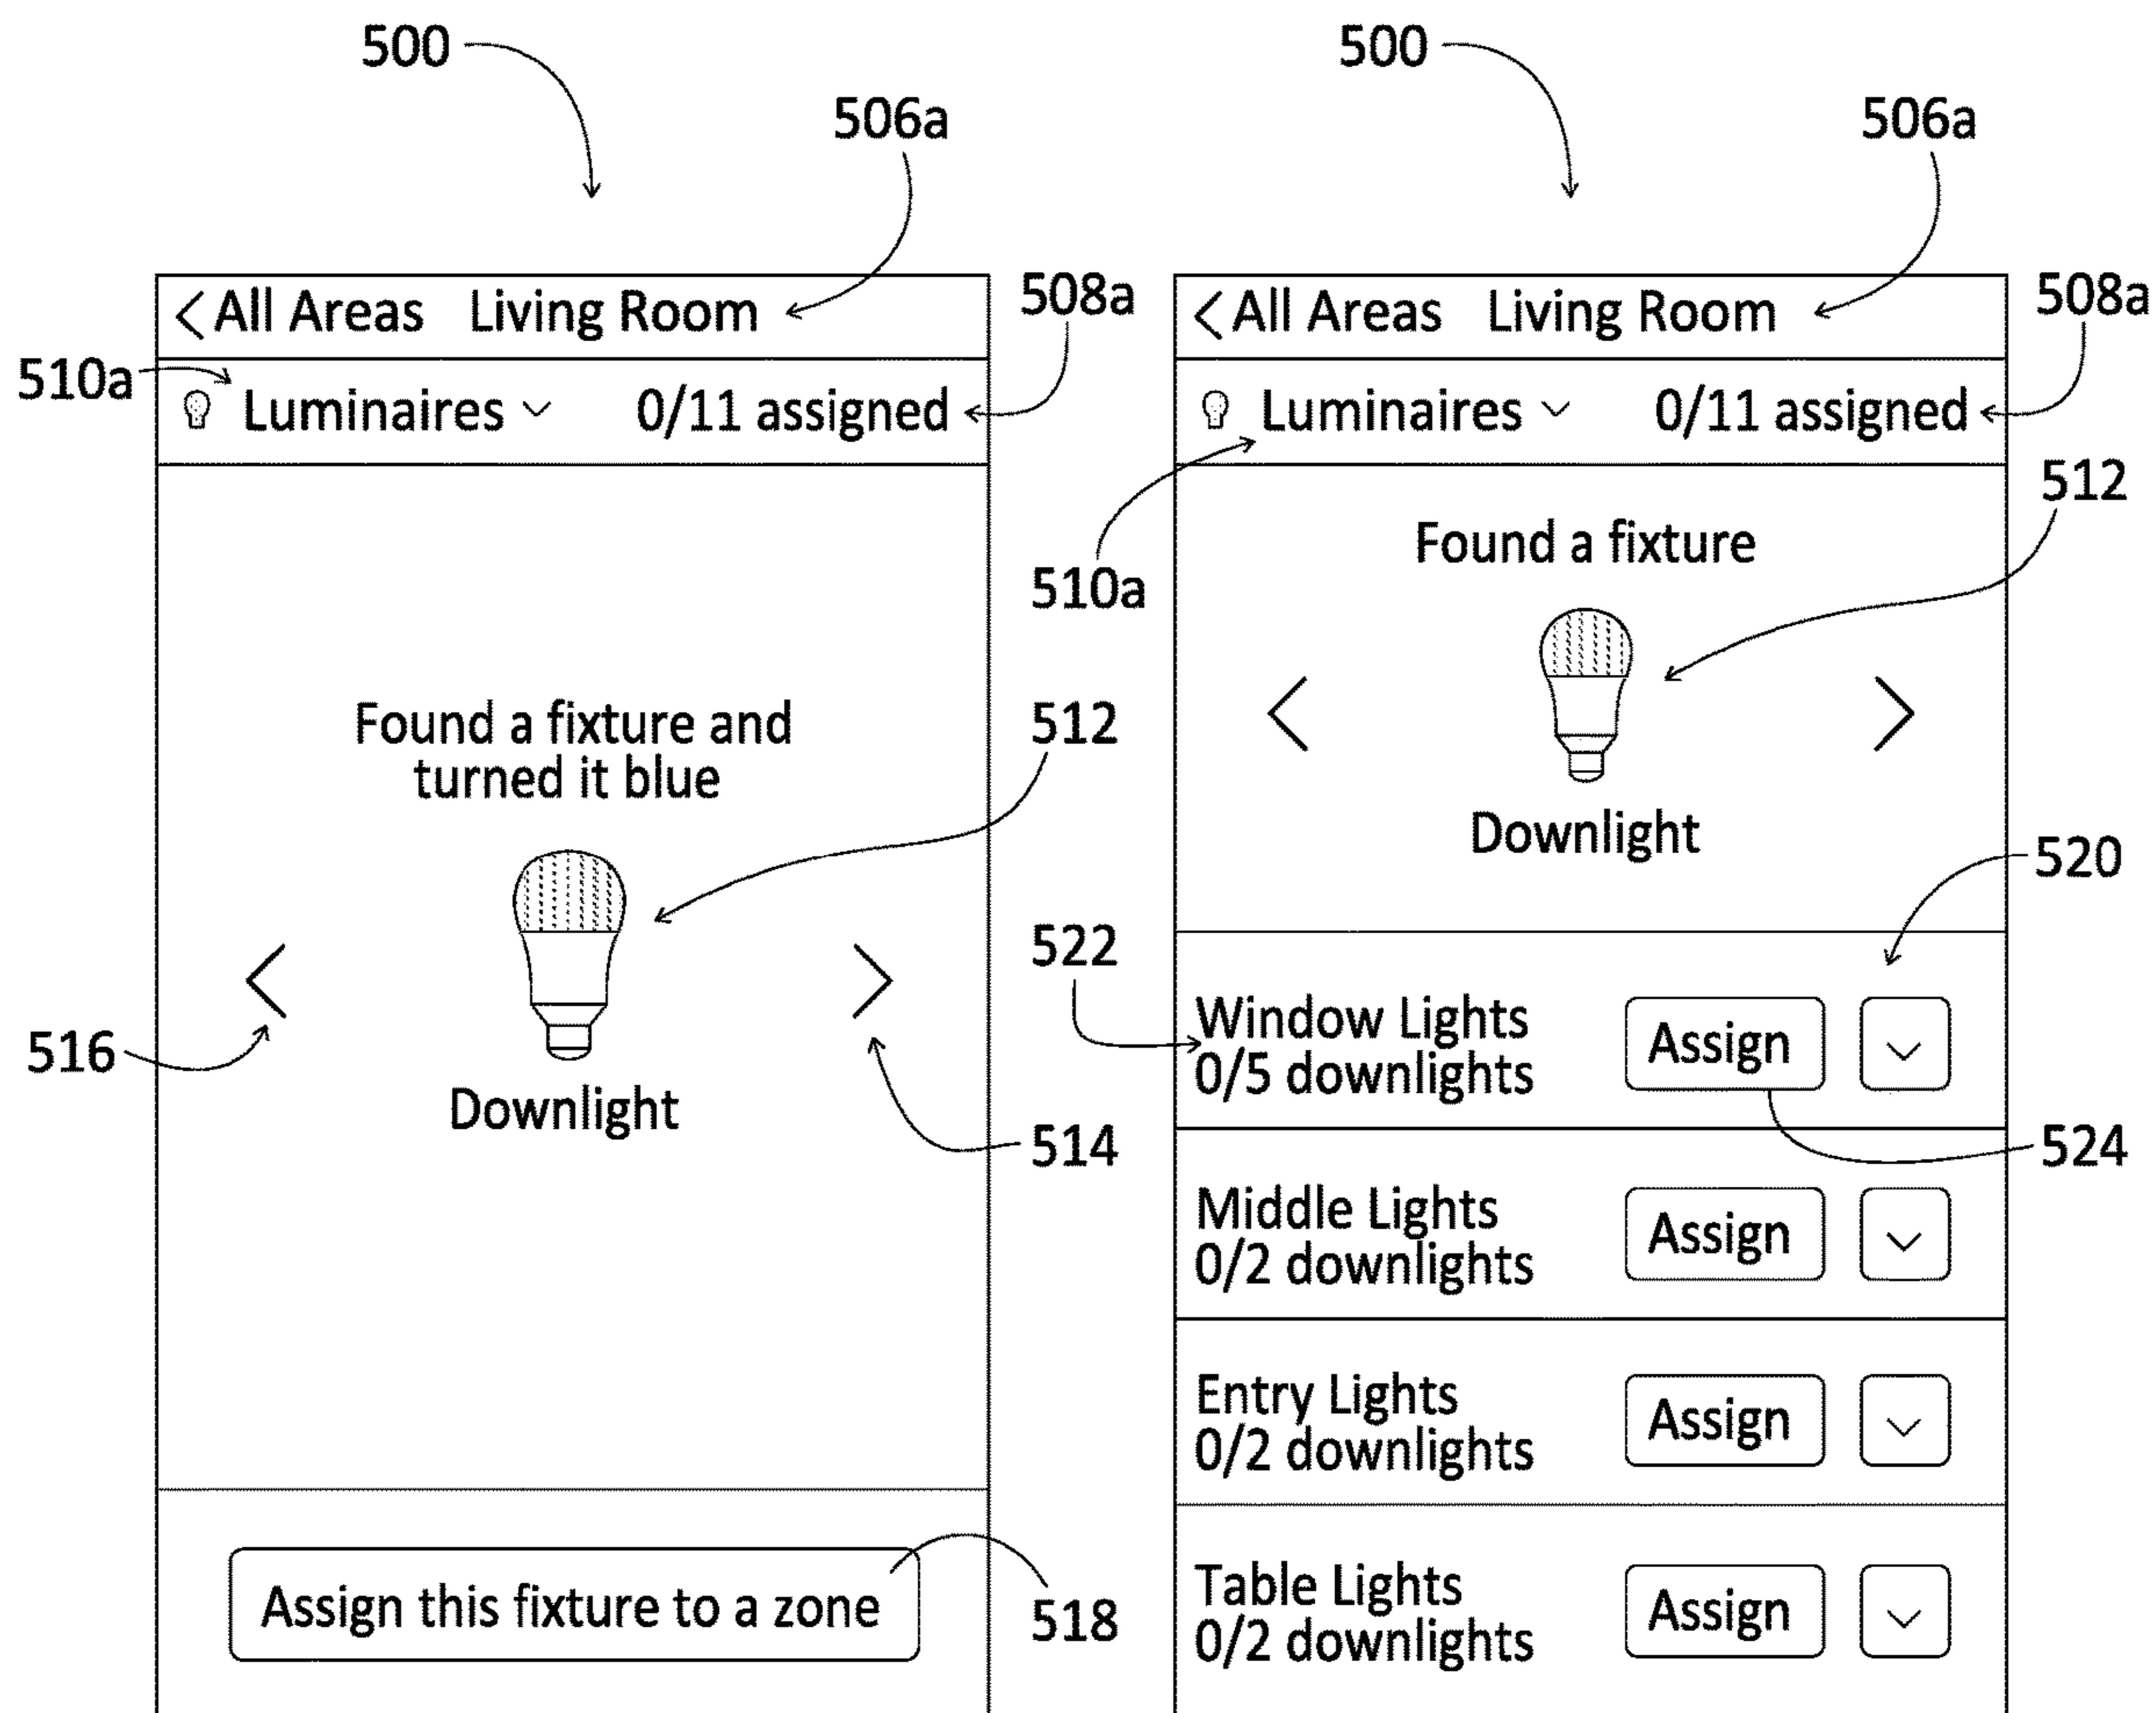 500
506a
< All Areas Living Room
508a
510a
Luminaires
0/11 assigned
Found a fixture and
turned it blue
512
Downlight
516
514
Assign this fixture to a zone
518
500
506a
< All Areas Living Room
508a
Luminaires
0/11 assigned
510a
512
Found a fixture
Downlight
520
522
Window Lights
0/5 downlights
Assign
524
Middle Lights
0/2 downlights
Assign
Entry Lights
0/2 downlights
Assign
Table Lights
0/2 downlights
Assign